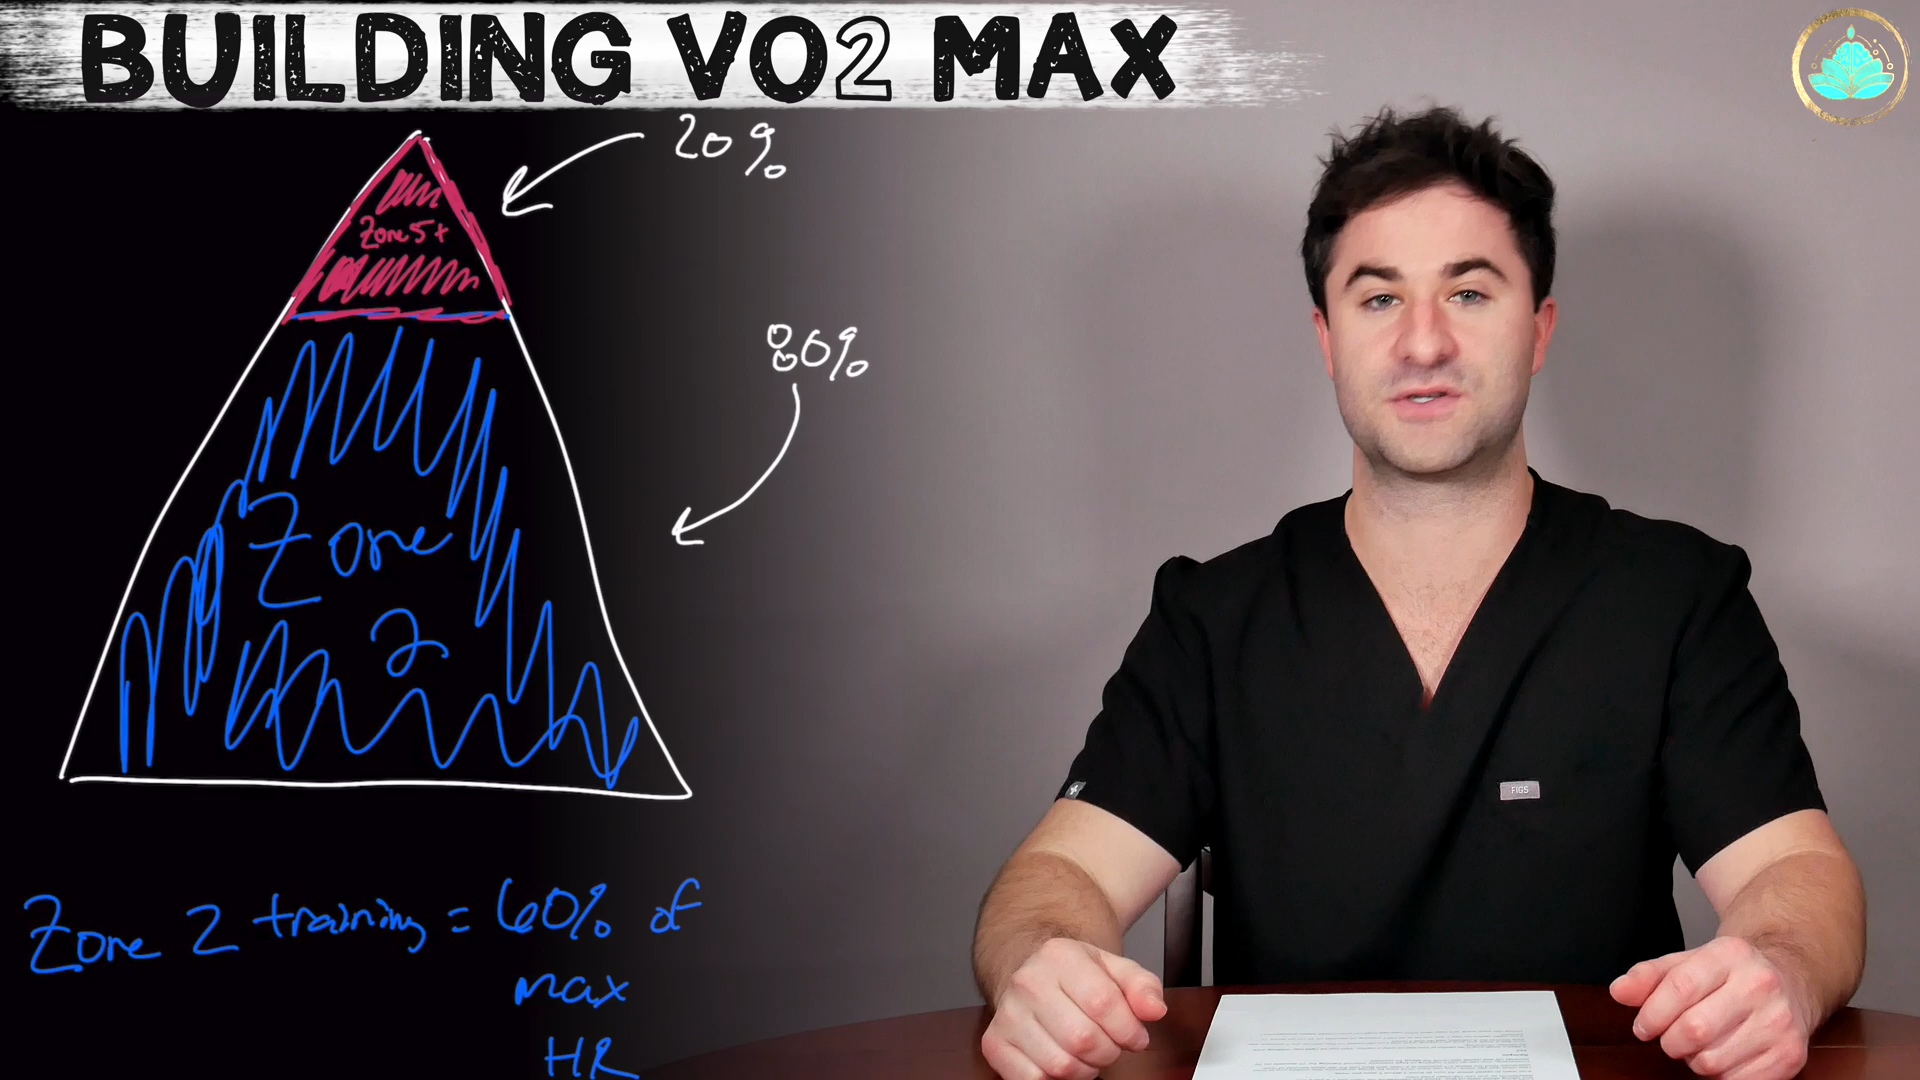 BUILDING VO2 MAX
20%
Zone 5+
80%
Zone
2
Zone 2 training = 60% of
max
HR
FIGS